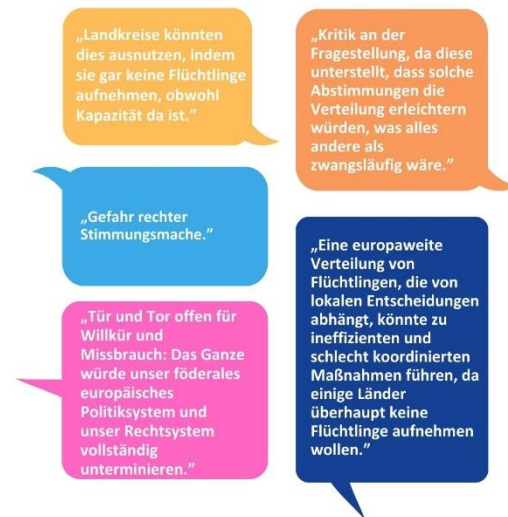 „Landkreise könnten
dies ausnutzen, indem
sie gar keine Flüchtlinge
aufnehmen, obwohl
Kapazität da ist.”
„Kritik an der
Fragestellung, da diese
unterstellt, dass solche
Abstimmungen die
Verteilung erleichtern
würden, was alles
andere als
zwangsläufig wäre.”
„Gefahr rechter
Stimmungsmache.”
„Eine europaweite
Verteilung von
Flüchtlingen, die von
lokalen Entscheidungen
abhängt, könnte zu
ineffizienten und
schlecht koordinierten
Maßnahmen führen, da
einige Länder
überhaupt keine
Flüchtlinge aufnehmen
wollen.”
„Tür und Tor offen für
Willkür und
Missbrauch: Das Ganze
würde unser föderales
europäisches
Politiksystem und
unser Rechtsystem
vollständig
unterminieren.”